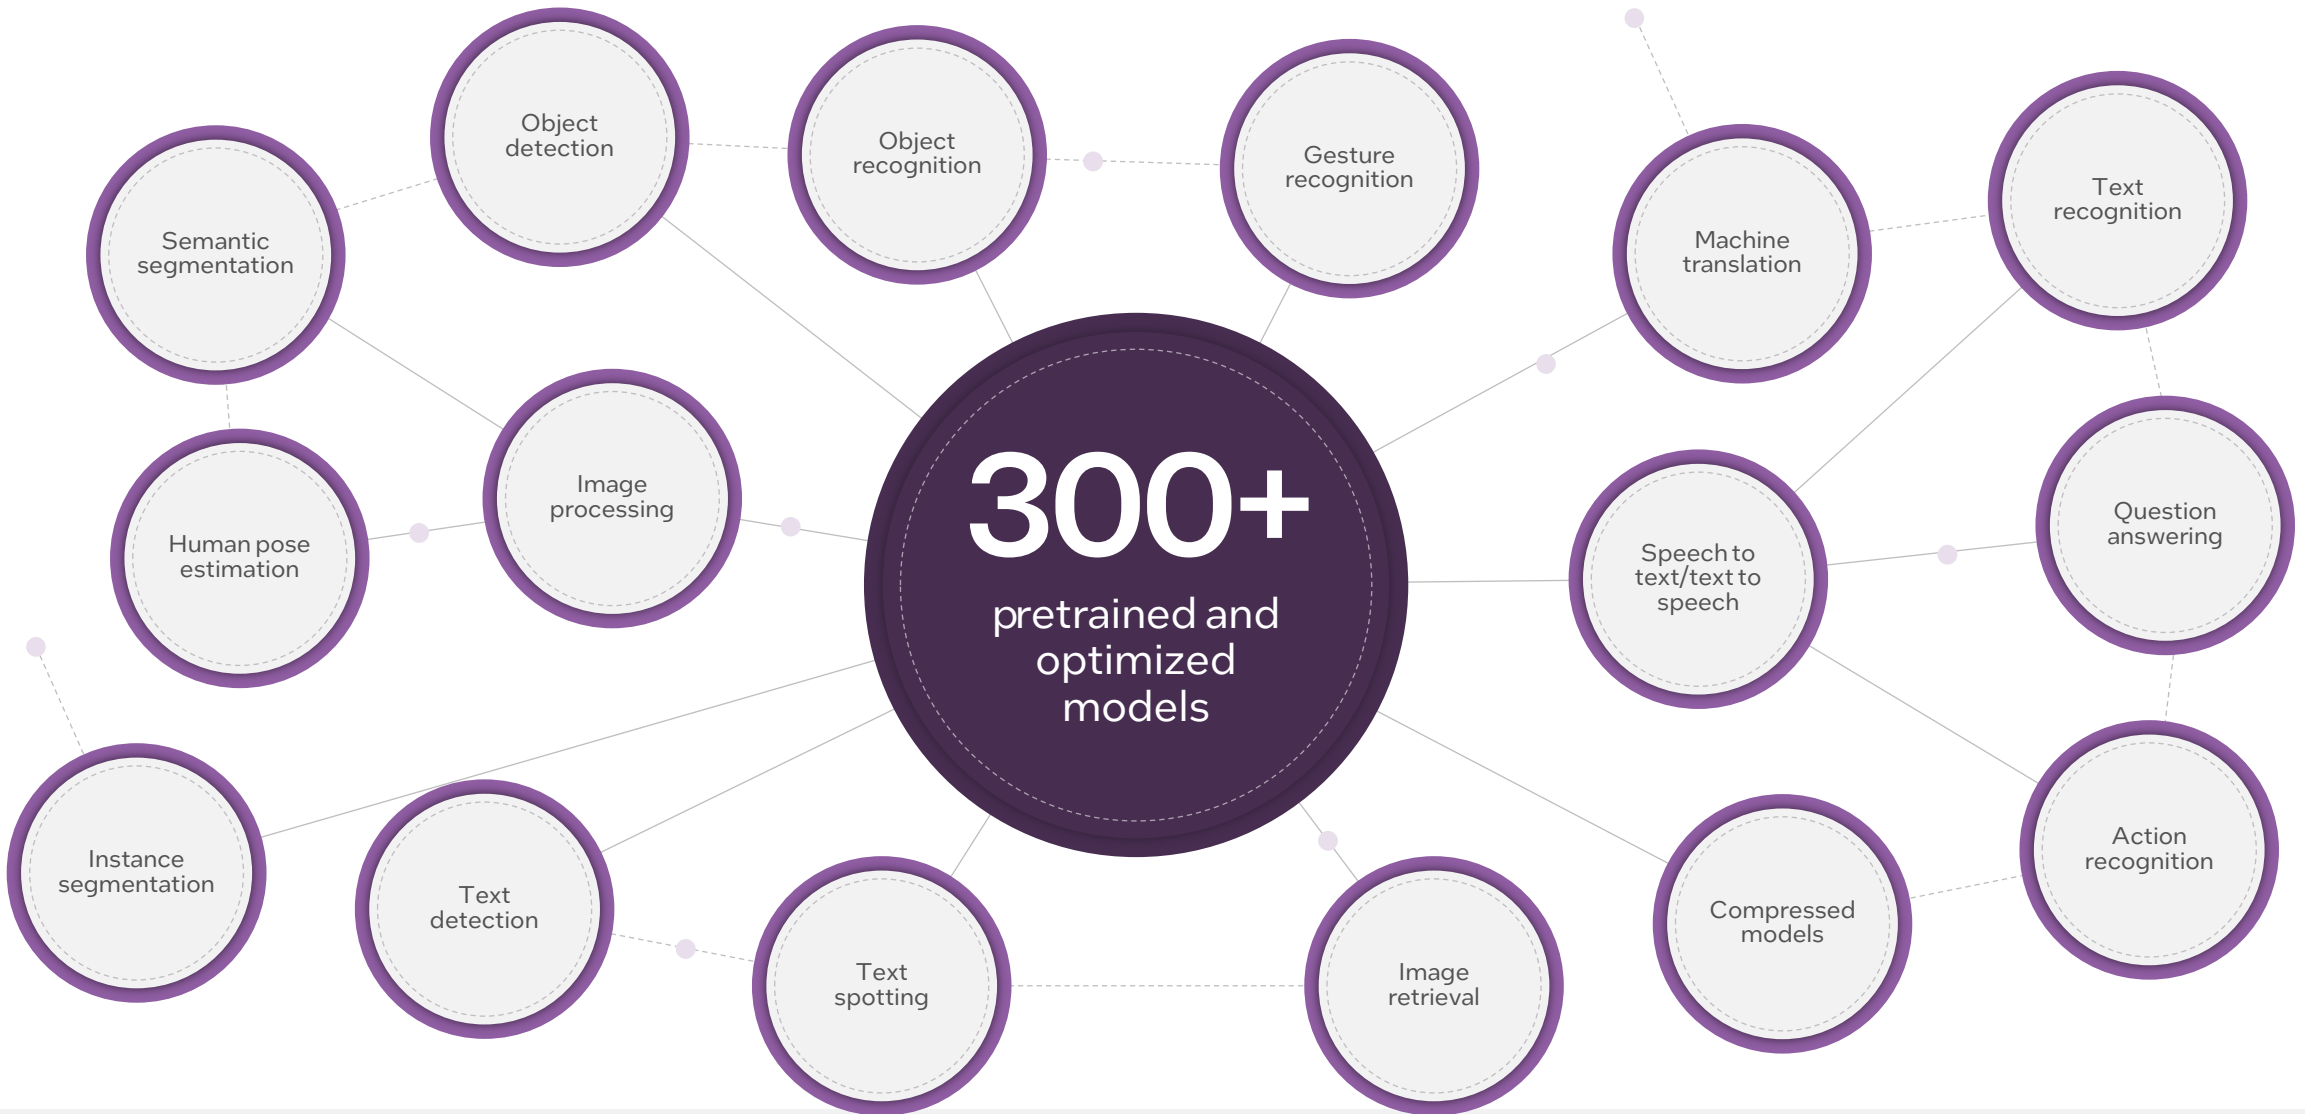 Object
detection
Object
recognition
Gesture
recognition
Text
recognition
Semantic
segmentation
Machine
translation
Image
processing
300+
pretrained and
optimized
models
Question
answering
Human pose
estimation
Speech to
text/text to
speech
Instance
segmentation
Text
detection
Text
spotting
Image
retrieval
Compressed
models
Action
recognition